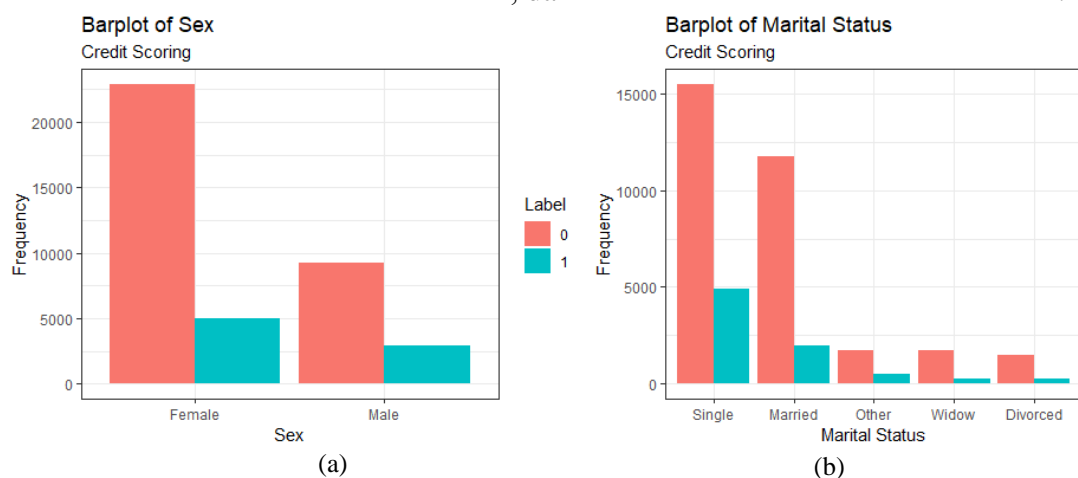 Barplot of Sex
Credit Scoring
20000
15000
10000
5000
0
Frequency
Female Male
Sex
(a)
Label
0
1
Barplot of Marital Status
Credit Scoring
15000
10000
5000
0
Frequency
Single Married Other Widow Divorced
Marital Status
(b)